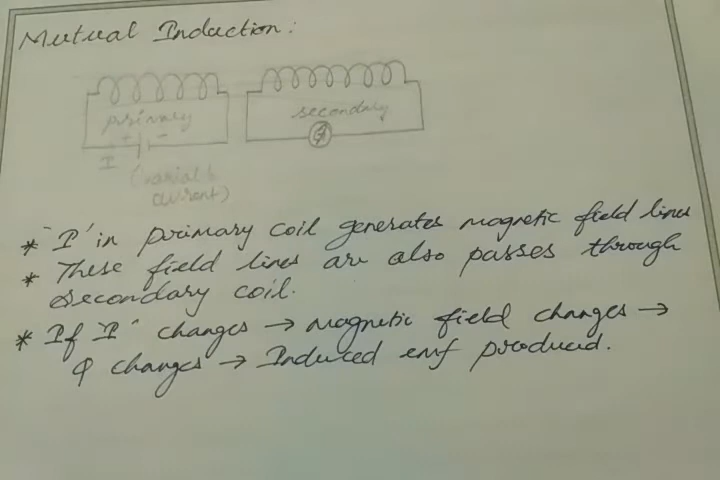 Mutual Induction:
primary
secondary
+ -
G
I
(variable
current)
* 'I' in primary coil generates magnetic field lines
* These field lines are also passes through
secondary coil.
* If 'I' changes → magnetic field changes →
φ changes → Induced emf produced.